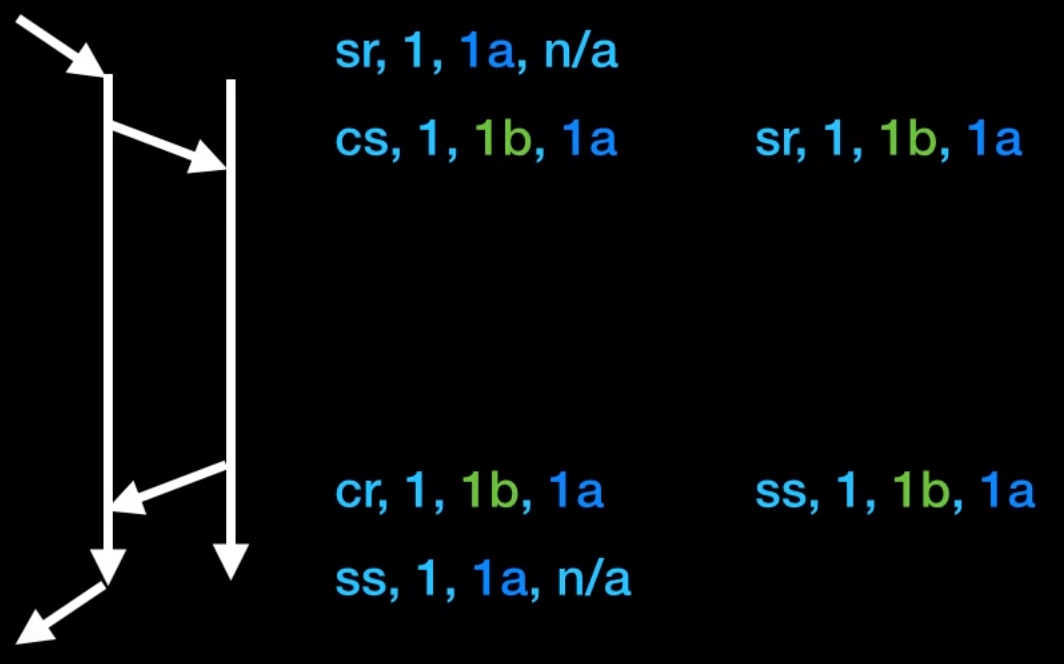 sr, 1, 1a, n/a
cs, 1, 1b, 1a
sr, 1, 1b, 1a
cr, 1, 1b, 1a
ss, 1, 1b, 1a
ss, 1, 1a, n/a